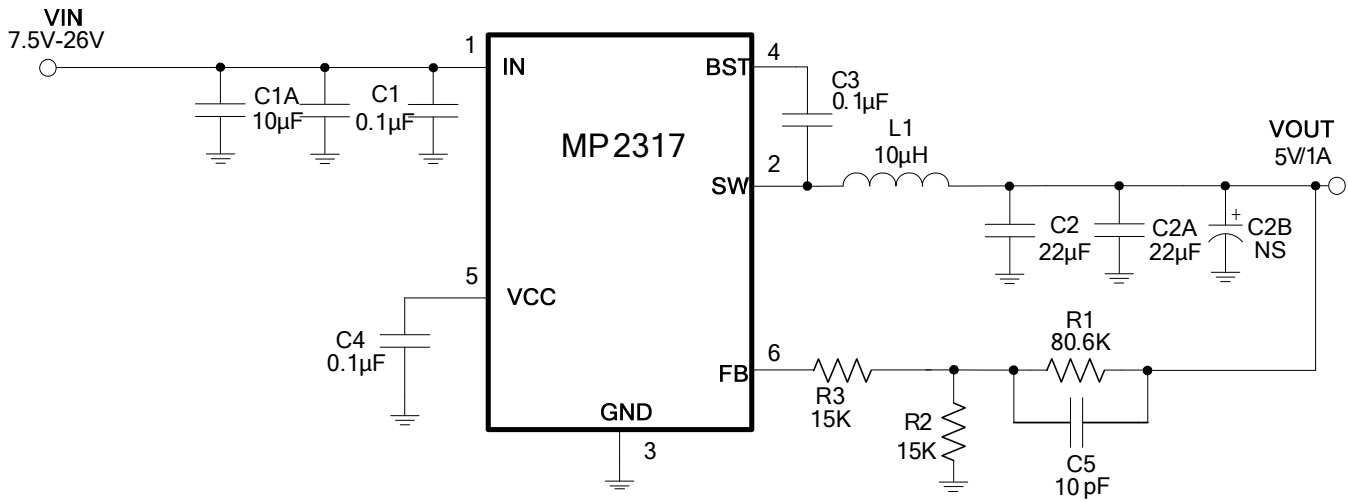 VIN
7.5V-26V
1
IN
C1A
10µF
C1
0.1µF
MP2317
BST
4
C3
0.1µF
SW
2
L1
10µH
VOUT
5V/1A
C2
22µF
C2A
22µF
+
C2B
NS
5
VCC
C4
0.1µF
FB
6
R3
15K
R2
15K
R1
80.6K
C5
10 pF
GND
3